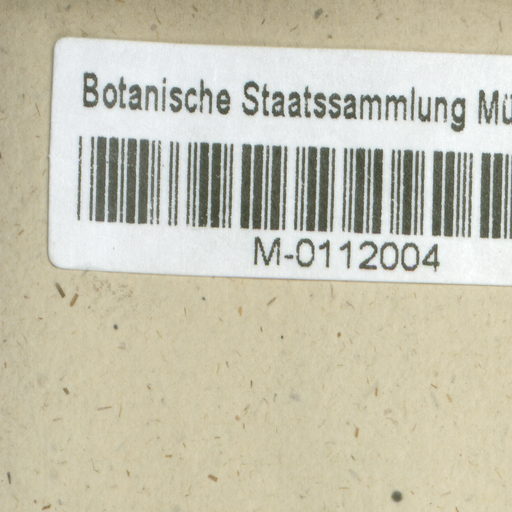 Botanische Staatssammlung Mü
M-0112004